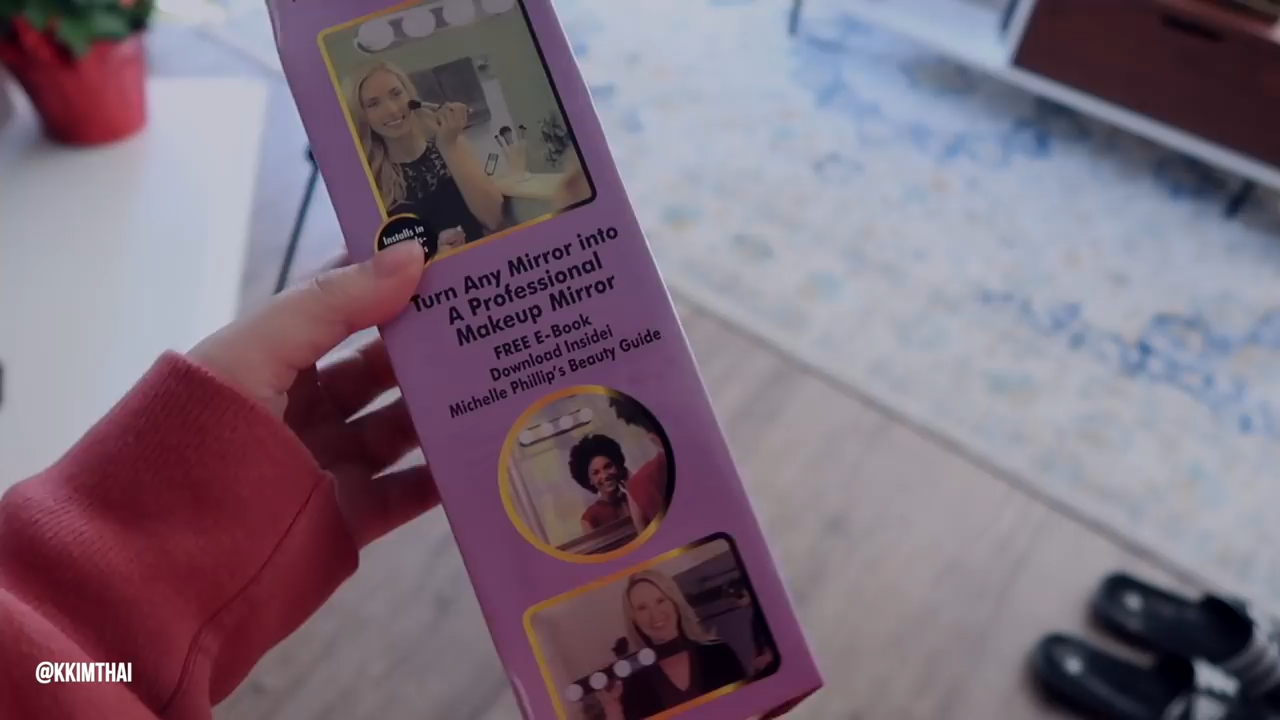 Installs in
Turn Any Mirror into
A Professional
Makeup Mirror
FREE E-Book
Download Inside!
Michelle Phillip's Beauty Guide
@KKIMTHAI